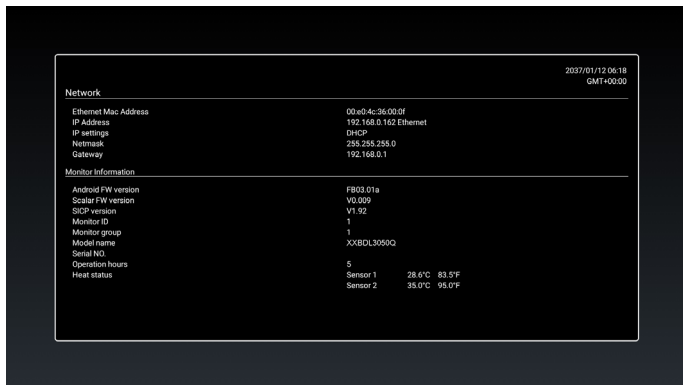 2037/01/12 06:18
GMT+00:00
Network
Ethernet Mac Address 00:e0:4c:36:00:0f
IP Address 192.168.0.162 Ethernet
IP settings DHCP
Netmask 255.255.255.0
Gateway 192.168.0.1
Monitor Information
Android FW version FB03.01a
Scalar FW version V0.009
SICP version V1.92
Monitor ID 1
Monitor group 1
Model name XXBDL3050Q
Serial NO.
Operation hours 5
Heat status Sensor 1 28.6°C 83.5°F
Sensor 2 35.0°C 95.0°F